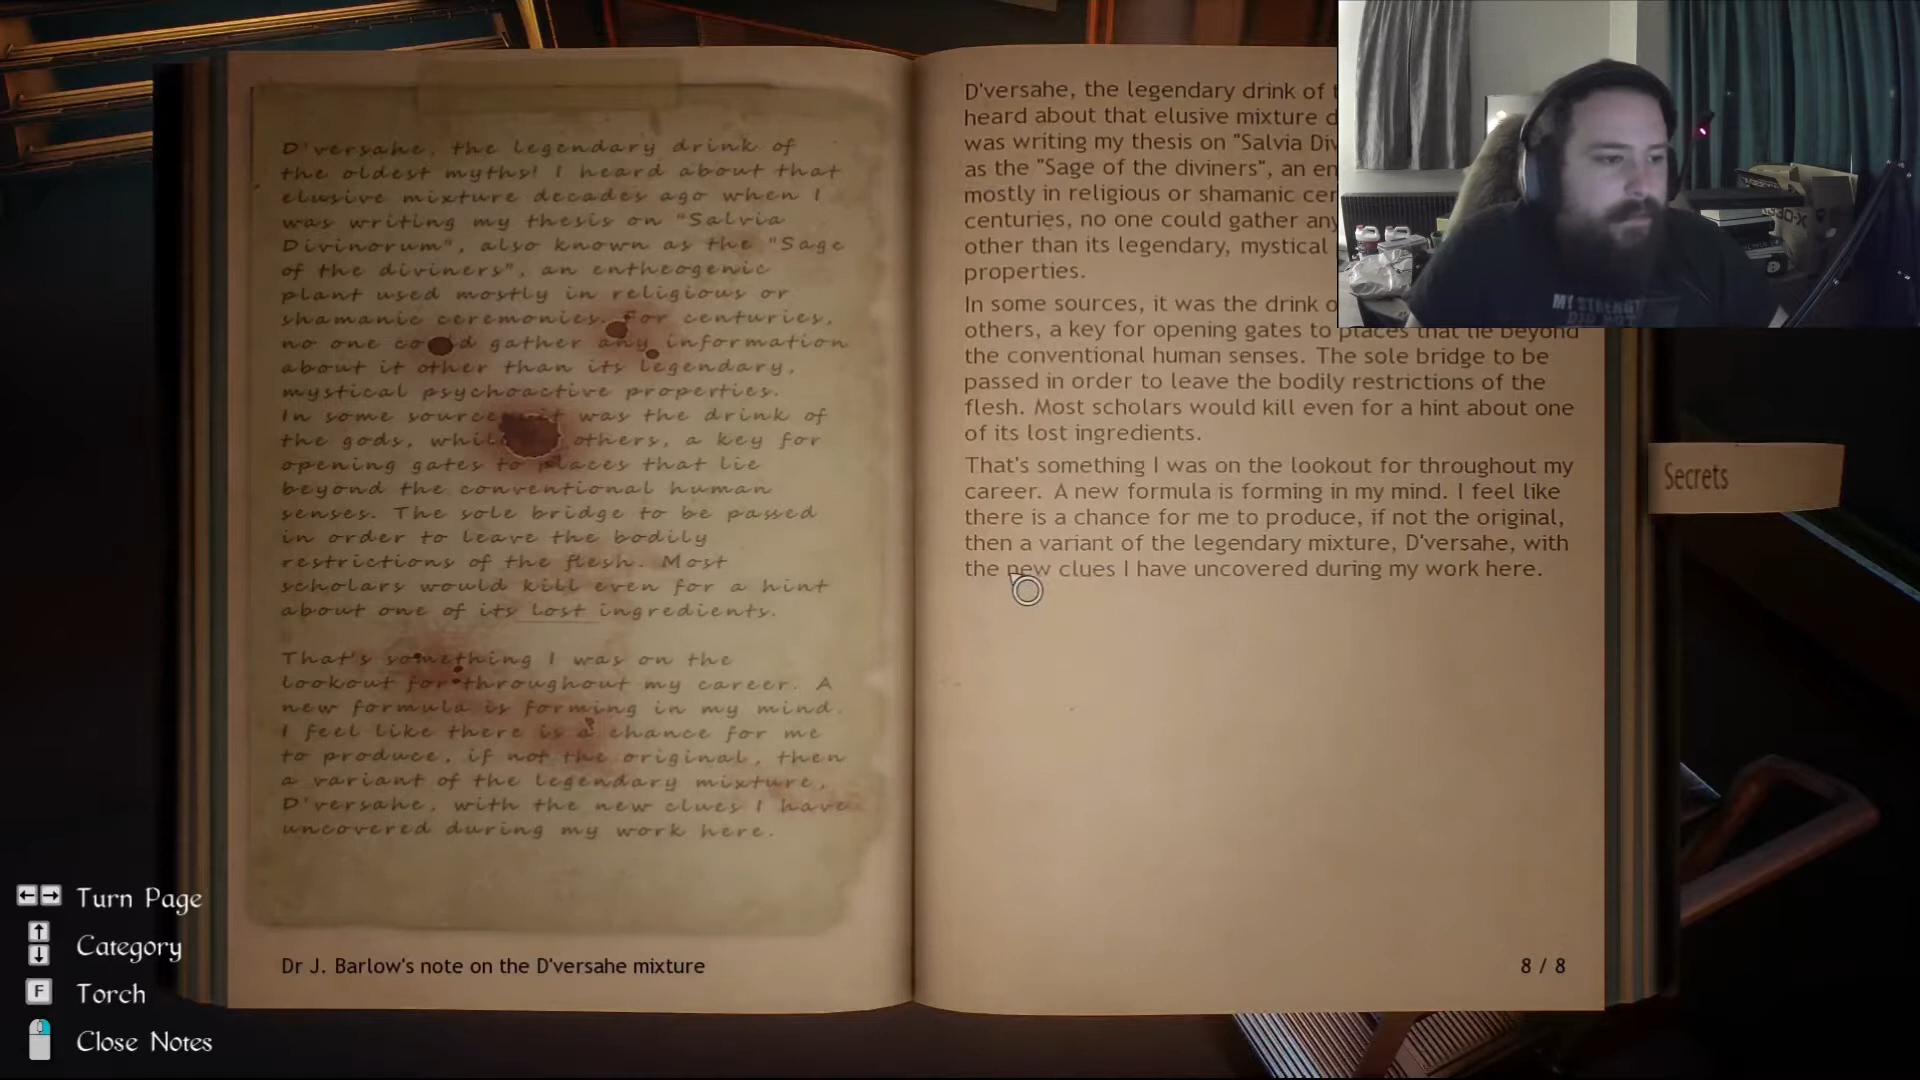 D'versahe, the legendary drink of
the oldest myths! I heard about that
elusive mixture decades ago when I
was writing my thesis on "Salvia
Divinorum", also known as the "Sage
of the diviners", an entheogenic
plant used mostly in religious or
shamanic ceremonies. For centuries,
no one could gather any information
about it other than its legendary,
mystical psychoactive properties.
In some sources it was the drink of
the gods, while others, a key for
opening gates to places that lie
beyond the conventional human
senses. The sole bridge to be passed
in order to leave the bodily
restrictions of the flesh. Most
scholars would kill even for a hint
about one of its lost ingredients.
That's something I was on the
lookout for throughout my career. A
new formula is forming in my mind.
I feel like there is a chance for me
to produce, if not the original, then
a variant of the legendary mixture,
D'versahe, with the new clues I have
uncovered during my work here.
Dr J. Barlow's note on the D'versahe mixture
D'versahe, the legendary drink of
heard about that elusive mixture
was writing my thesis on "Salvia
as the "Sage of the diviners", an
mostly in religious or shamanic
centuries, no one could gather
other than its legendary, mystical
properties.
In some sources, it was the drink
others, a key for opening gates to places that lie beyond
the conventional human senses. The sole bridge to be
passed in order to leave the bodily restrictions of the
flesh. Most scholars would kill even for a hint about one
of its lost ingredients.
That's something I was on the lookout for throughout my
career. A new formula is forming in my mind. I feel like
there is a chance for me to produce, if not the original,
then a variant of the legendary mixture, D'versahe, with
the new clues I have uncovered during my work here.
8 / 8
Secrets
MY STRENGTH
DID NOT
Turn Page
Category
F Torch
Close Notes